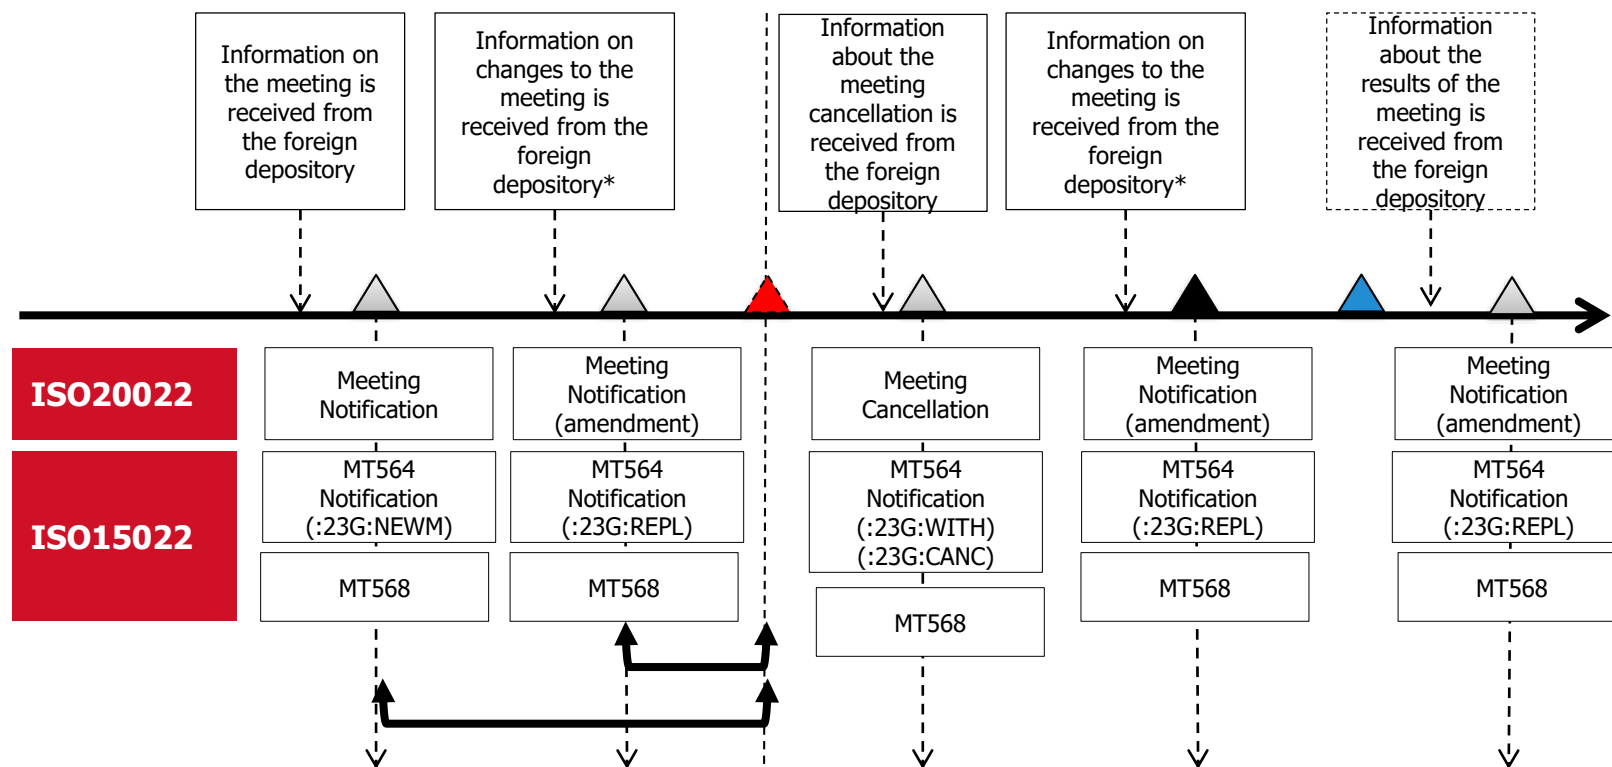 Information on
the meeting is
received from
the foreign
depository
Information on
changes to the
meeting is
received from the
foreign
depository*
Information
about the
meeting
cancellation is
received from
the foreign
depository
Information on
changes to the
meeting is
received from the
foreign
depository*
Information
about the
results of the
meeting is
received from
the foreign
depository
ISO20022
Meeting
Notification
Meeting
Notification
(amendment)
Meeting
Cancellation
Meeting
Notification
(amendment)
Meeting
Notification
(amendment)
ISO15022
MT564
Notification
(:23G:NEWM)
MT564
Notification
(:23G:REPL)
MT564
Notification
(:23G:WITH)
(:23G:CANC)
MT564
Notification
(:23G:REPL)
MT564
Notification
(:23G:REPL)
MT568
MT568
MT568
MT568
MT568